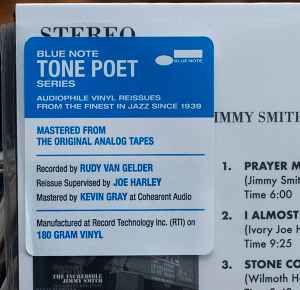 STEREO
BLUE NOTE
TONE POET
SERIES
BLUE NOTE
AUDIOPHILE VINYL REISSUES
FROM THE FINEST IN JAZZ SINCE 1939
MASTERED FROM
THE ORIGINAL ANALOG TAPES
Recorded by RUDY VAN GELDER
Reissue Supervised by JOE HARLEY
Mastered by KEVIN GRAY at Cohearent Audio
Manufactured at Record Technology Inc. (RTI) on
180 GRAM VINYL
THE INCREDIBLE
JIMMY SMITH
IMMY SMITH
1. PRAYER M
(Jimmy Smit
Time 6:00
2. I ALMOST
(Ivory Joe H
Time 9:25
3. STONE CO
(Wilmoth H